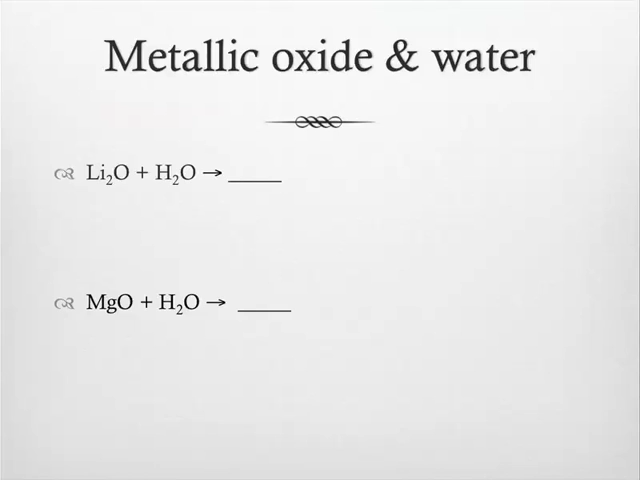 Metallic oxide & water
Li₂O + H₂O → _____
MgO + H₂O → _____